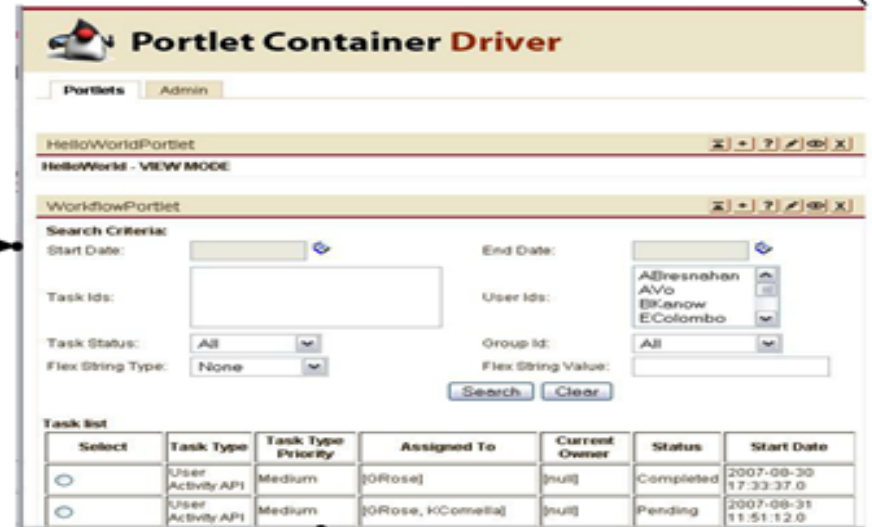 Portlet Container Driver
Portlets Admin
HelloWorldPortlet
HelloWorld - VIEW MODE
WorkflowPortlet
Search Criteria:
Start Date: End Date:
Task Ids: User Ids: ABresnahan
AVo
BKanow
EColombo
Task Status: All Group Id: All
Flex String Type: None Flex String Value:
Search Clear
Task list
Select Task Type Task Type Priority Assigned To Current Owner Status Start Date
User Activity API Medium [GRose] [null] Completed 2007-08-30 17:33:37.0
User Activity API Medium [GRose, KComella] [null] Pending 2007-08-31 11:51:12.0